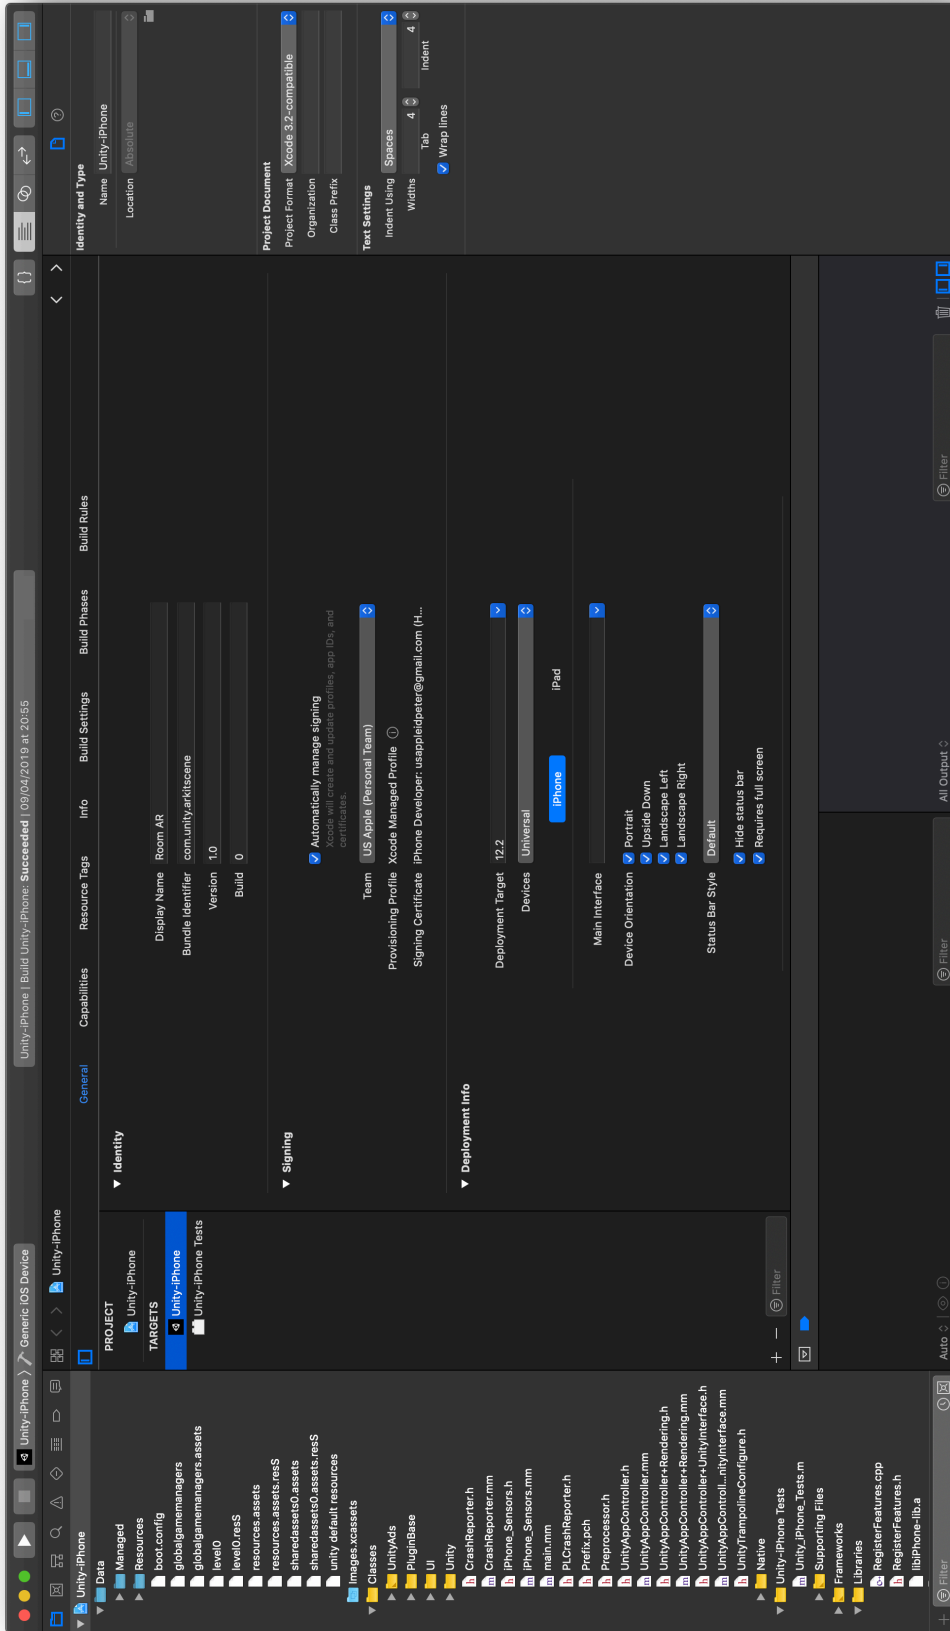 Unity-iPhone
Generic iOS Device
Unity-iPhone | Build Unity-iPhone: Succeeded | 09/04/2019 at 20:55
{ }
Unity-iPhone
Data
Managed
Resources
boot.config
globalgamemanagers
globalgamemanagers.assets
level0
level0.resS
resources.assets
resources.assets.resS
sharedassets0.assets
sharedassets0.assets.resS
unity default resources
Images.xcassets
Classes
UnityAds
PluginBase
UI
Unity
CrashReporter.h
CrashReporter.mm
iPhone_Sensors.h
iPhone_Sensors.mm
main.mm
PLCrashReporter.h
Prefix.pch
Preprocessor.h
UnityAppController.h
UnityAppController.mm
UnityAppController+Rendering.h
UnityAppController+Rendering.mm
UnityAppController+UnityInterface.h
UnityAppControll...nityInterface.mm
UnityTrampolineConfigure.h
Native
Unity-iPhone Tests
Unity_iPhone_Tests.m
Supporting Files
Frameworks
Libraries
RegisterFeatures.cpp
RegisterFeatures.h
libiPhone-lib.a
Filter
Unity-iPhone
General
Capabilities
Resource Tags
Info
Build Settings
Build Phases
Build Rules
PROJECT
Unity-iPhone
TARGETS
Unity-iPhone
Unity-iPhone Tests
Filter
Identity
Display Name Room AR
Bundle Identifier com.unity.arkitscene
Version 1.0
Build 0
Signing
Automatically manage signing
Xcode will create and update profiles, app IDs, and
certificates.
Team US Apple (Personal Team)
Provisioning Profile Xcode Managed Profile
Signing Certificate iPhone Developer: usappleidpeter@gmail.com (H...
Deployment Info
Deployment Target 12.2
Devices Universal
iPhone iPad
Main Interface
Device Orientation Portrait
Upside Down
Landscape Left
Landscape Right
Status Bar Style Default
Hide status bar
Requires full screen
Auto
Filter
All Output
Filter
Identity and Type
Name Unity-iPhone
Location Absolute
Project Document
Project Format Xcode 3.2-compatible
Organization
Class Prefix
Text Settings
Indent Using Spaces
Widths 4 4
Tab Indent
Wrap lines